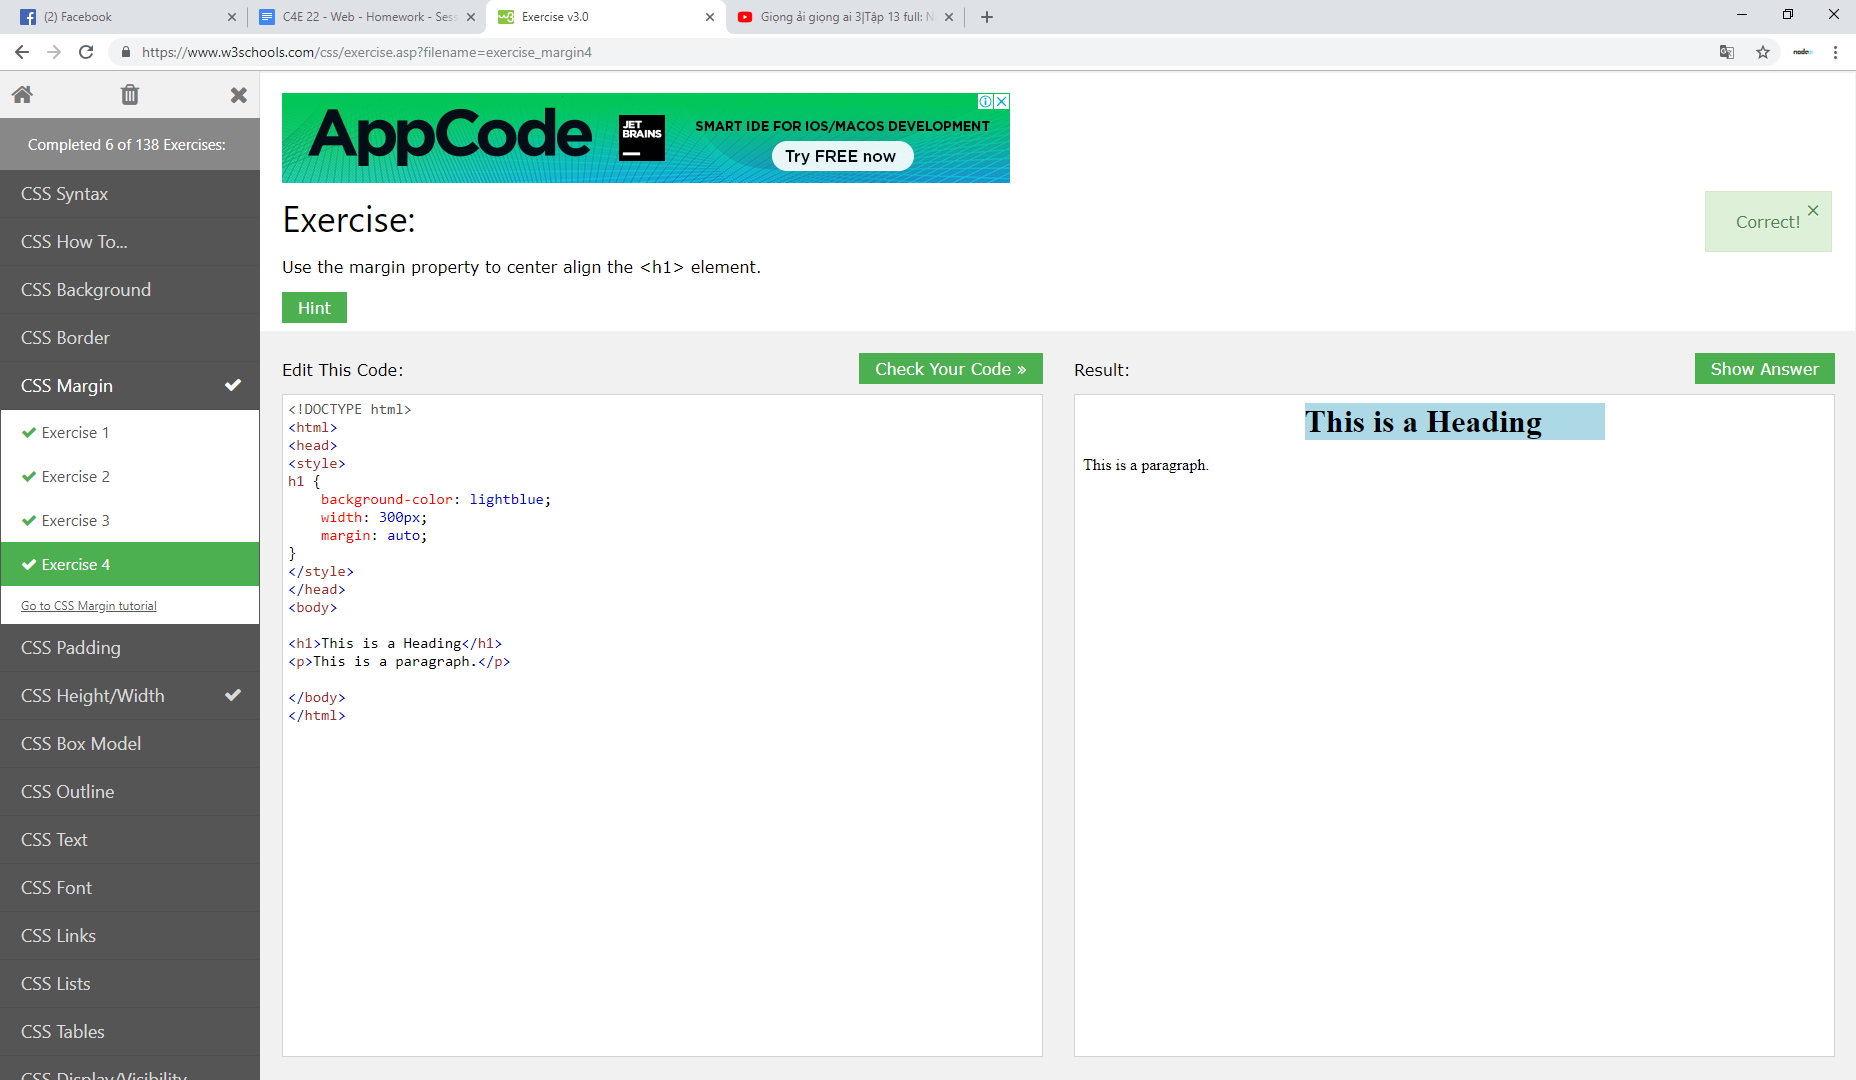 (2) Facebook
C4E 22 - Web - Homework - Sess
Exercise v3.0
Giọng ải giọng ai 3|Tập 13 full: N
https://www.w3schools.com/css/exercise.asp?filename=exercise_margin4
Completed 6 of 138 Exercises:
CSS Syntax
CSS How To...
CSS Background
CSS Border
CSS Margin
Exercise 1
Exercise 2
Exercise 3
Exercise 4
Go to CSS Margin tutorial
CSS Padding
CSS Height/Width
CSS Box Model
CSS Outline
CSS Text
CSS Font
CSS Links
CSS Lists
CSS Tables
CSS Display/Visibility
AppCode
JET
BRAINS
SMART IDE FOR IOS/MACOS DEVELOPMENT
Try FREE now
Exercise:
Correct!
Use the margin property to center align the <h1> element.
Hint
Edit This Code:
Check Your Code »
<!DOCTYPE html>
<html>
<head>
<style>
h1 {
    background-color: lightblue;
    width: 300px;
    margin: auto;
}
</style>
</head>
<body>
<h1>This is a Heading</h1>
<p>This is a paragraph.</p>
</body>
</html>
Result:
Show Answer
This is a Heading
This is a paragraph.